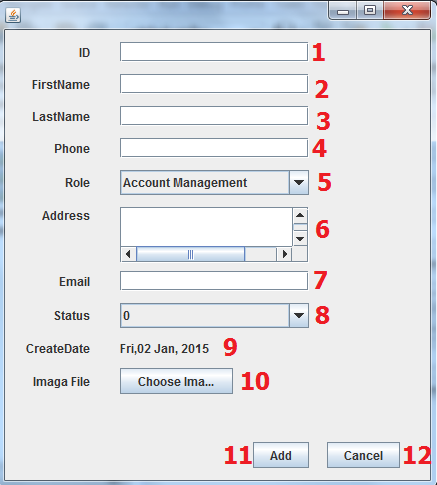 ID 1
FirstName 2
LastName 3
Phone 4
Role Account Management 5
Address 6
Email 7
Status 0 8
CreateDate Fri,02 Jan, 2015 9
Imaga File Choose Ima... 10
11 Add Cancel 12